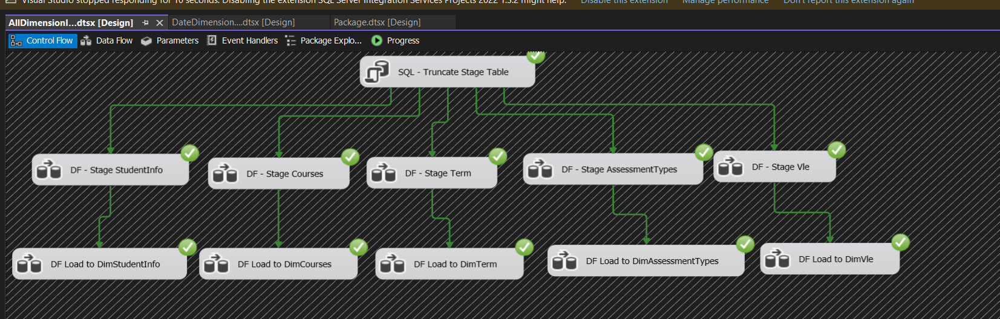 Visual Studio stopped responding for 10 seconds. Disabling the extension SQL Server Integration Services Projects 2022 1.3.2 might help. Disable this extension Manage performance Don't report this extension again
AllDimensionI...dtsx [Design] DateDimension....dtsx [Design] Package.dtsx [Design]
Control Flow Data Flow Parameters Event Handlers Package Explo... Progress
SQL - Truncate Stage Table
DF - Stage StudentInfo
DF - Stage Courses
DF - Stage Term
DF - Stage AssessmentTypes
DF - Stage Vle
DF Load to DimStudentInfo
DF Load to DimCourses
DF Load to DimTerm
DF Load to DimAssessmentTypes
DF Load to DimVle